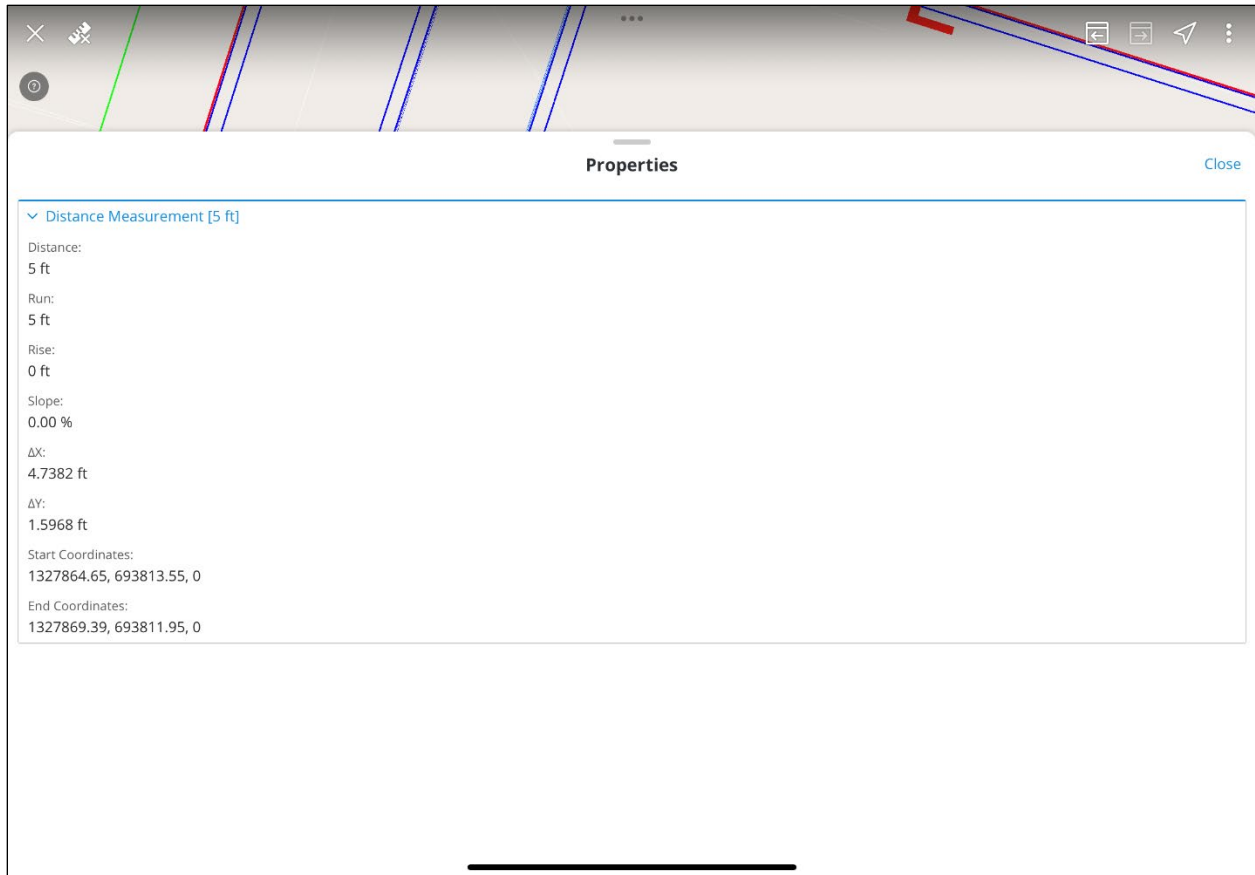 Properties
Close
Distance Measurement [5 ft]
Distance:
5 ft
Run:
5 ft
Rise:
0 ft
Slope:
0.00 %
ΔX:
4.7382 ft
ΔY:
1.5968 ft
Start Coordinates:
1327864.65, 693813.55, 0
End Coordinates:
1327869.39, 693811.95, 0